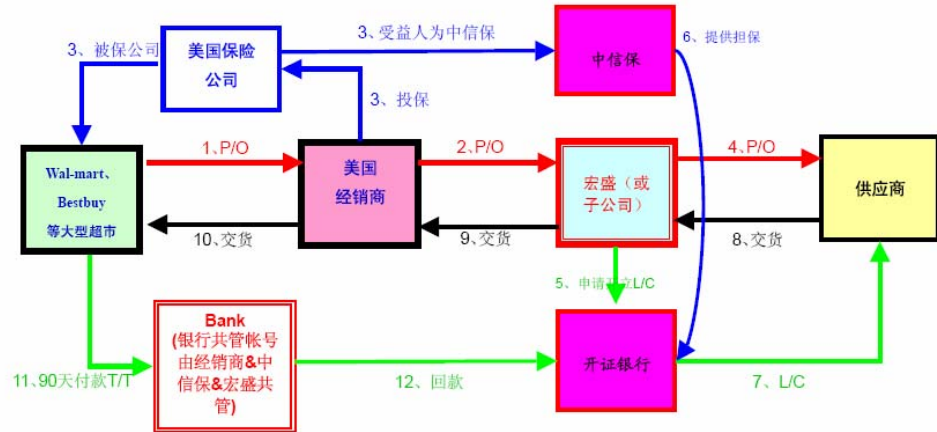 3、被保公司
美国保险
公司
3、受益人为中信保
中信保
6、提供担保
3、投保
Wal-mart、
Bestbuy
等大型超市
1、P/O
美国
经销商
2、P/O
宏盛（或
子公司）
4、P/O
供应商
10、交货
9、交货
8、交货
5、申请开立L/C
11、90天付款T/T
Bank
(银行共管帐号
由经销商&中
信保&宏盛共
管)
12、回款
开证银行
7、L/C